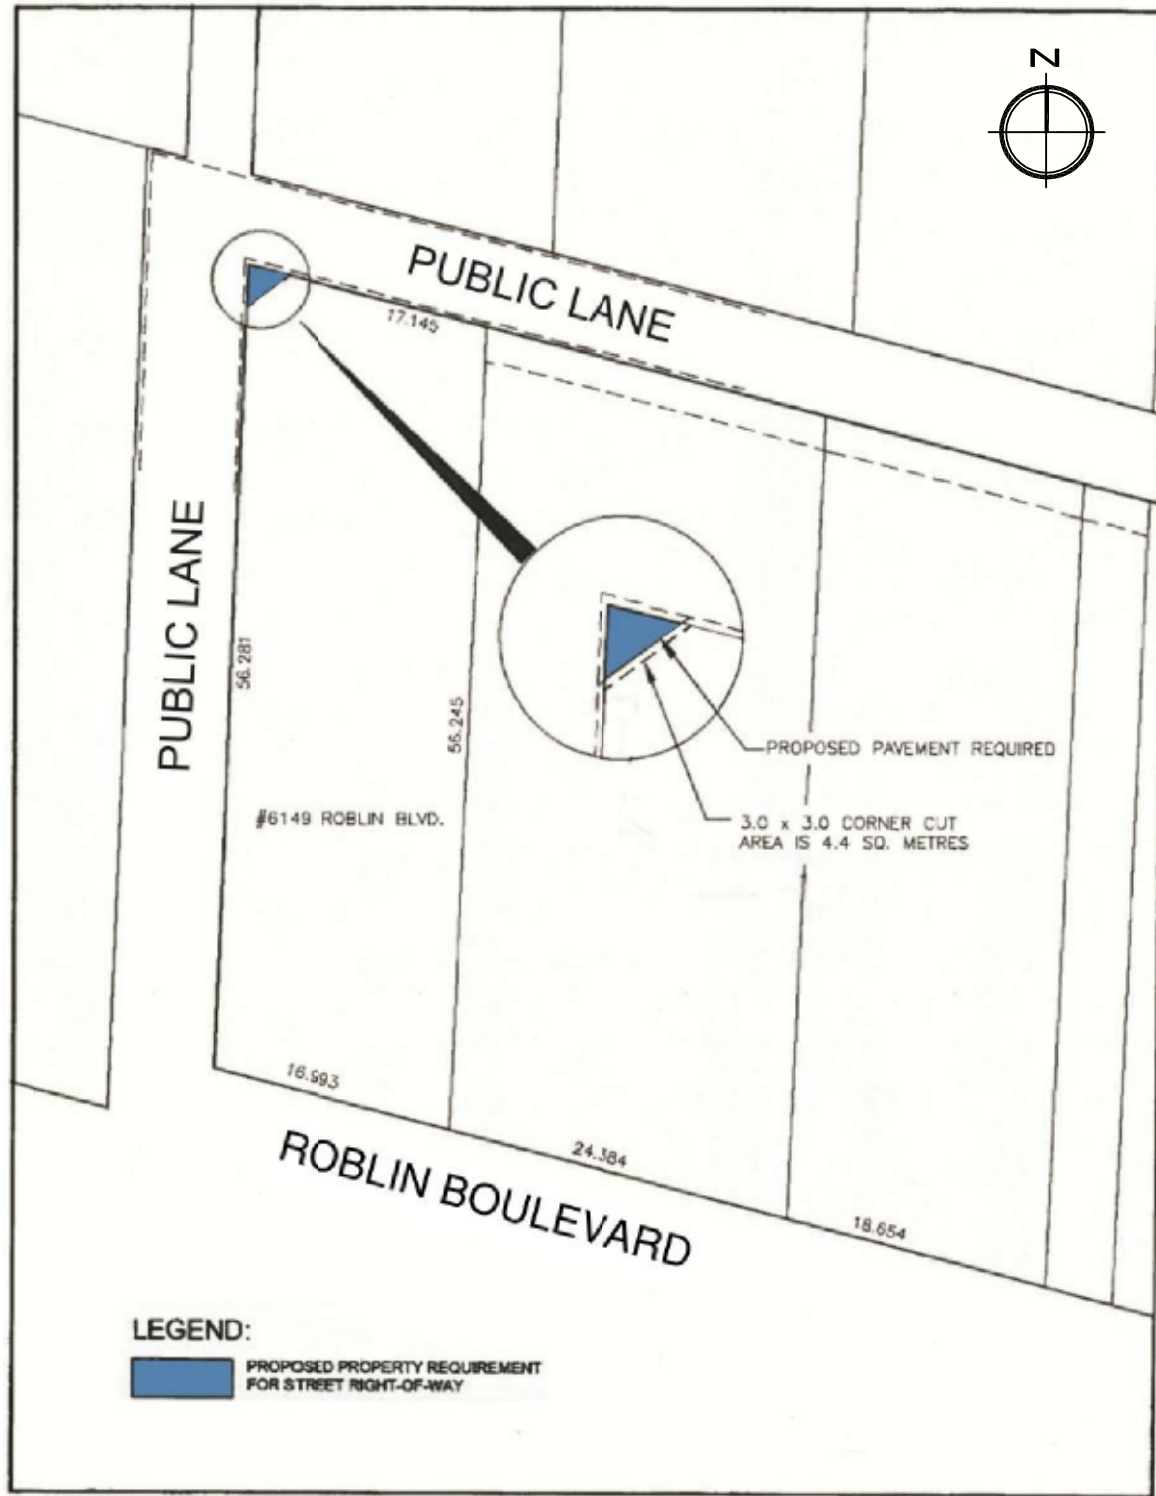 N
PUBLIC LANE
17.145
PUBLIC LANE
56.281
56.245
PROPOSED PAVEMENT REQUIRED
#6149 ROBLIN BLVD.
3.0 x 3.0 CORNER CUT
AREA IS 4.4 SQ. METRES
16.993
24.384
ROBLIN BOULEVARD
18.654
LEGEND:
PROPOSED PROPERTY REQUIREMENT
FOR STREET RIGHT-OF-WAY